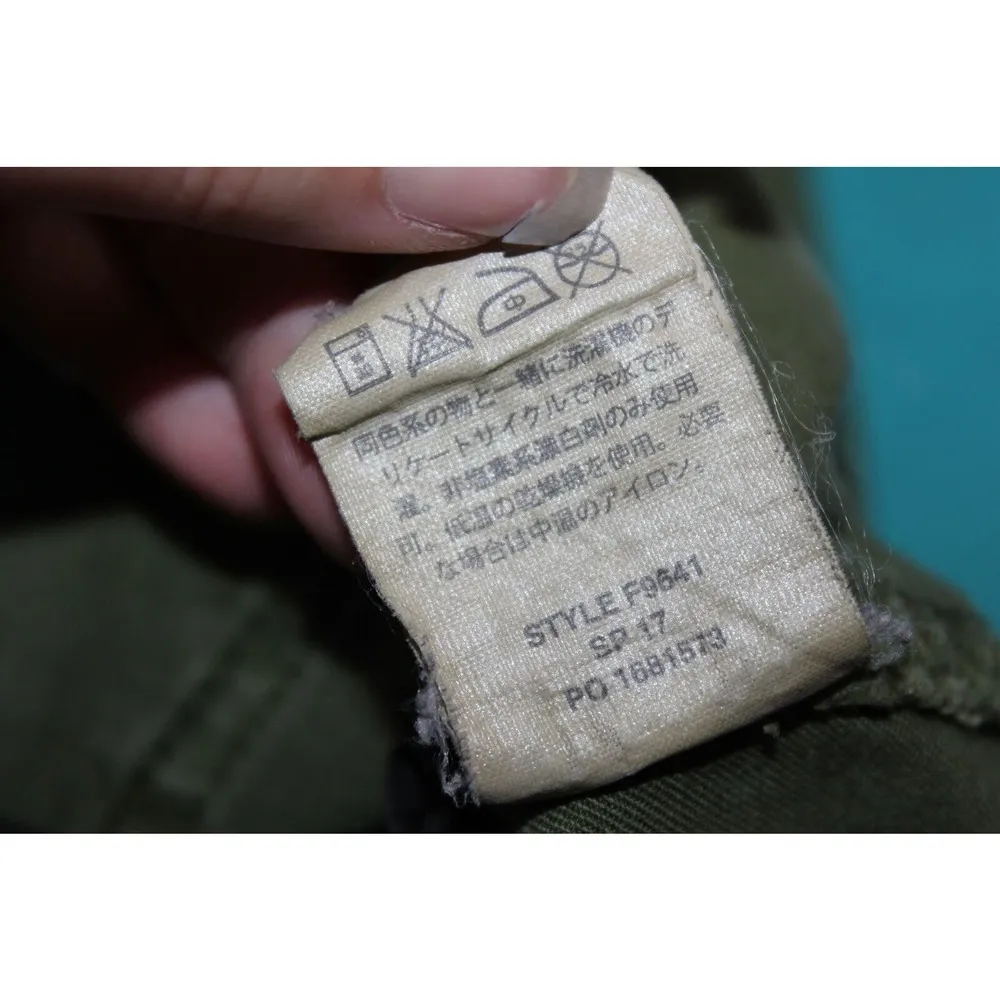 中
同色系の物と一緒に洗濯機のデ
リケートサイクルで冷水で洗
濯。非塩素系漂白剤のみ使用
可。低温の乾燥機を使用。必要
な場合は中温のアイロン。
STYLE F9641
SP 17
PO 1681573